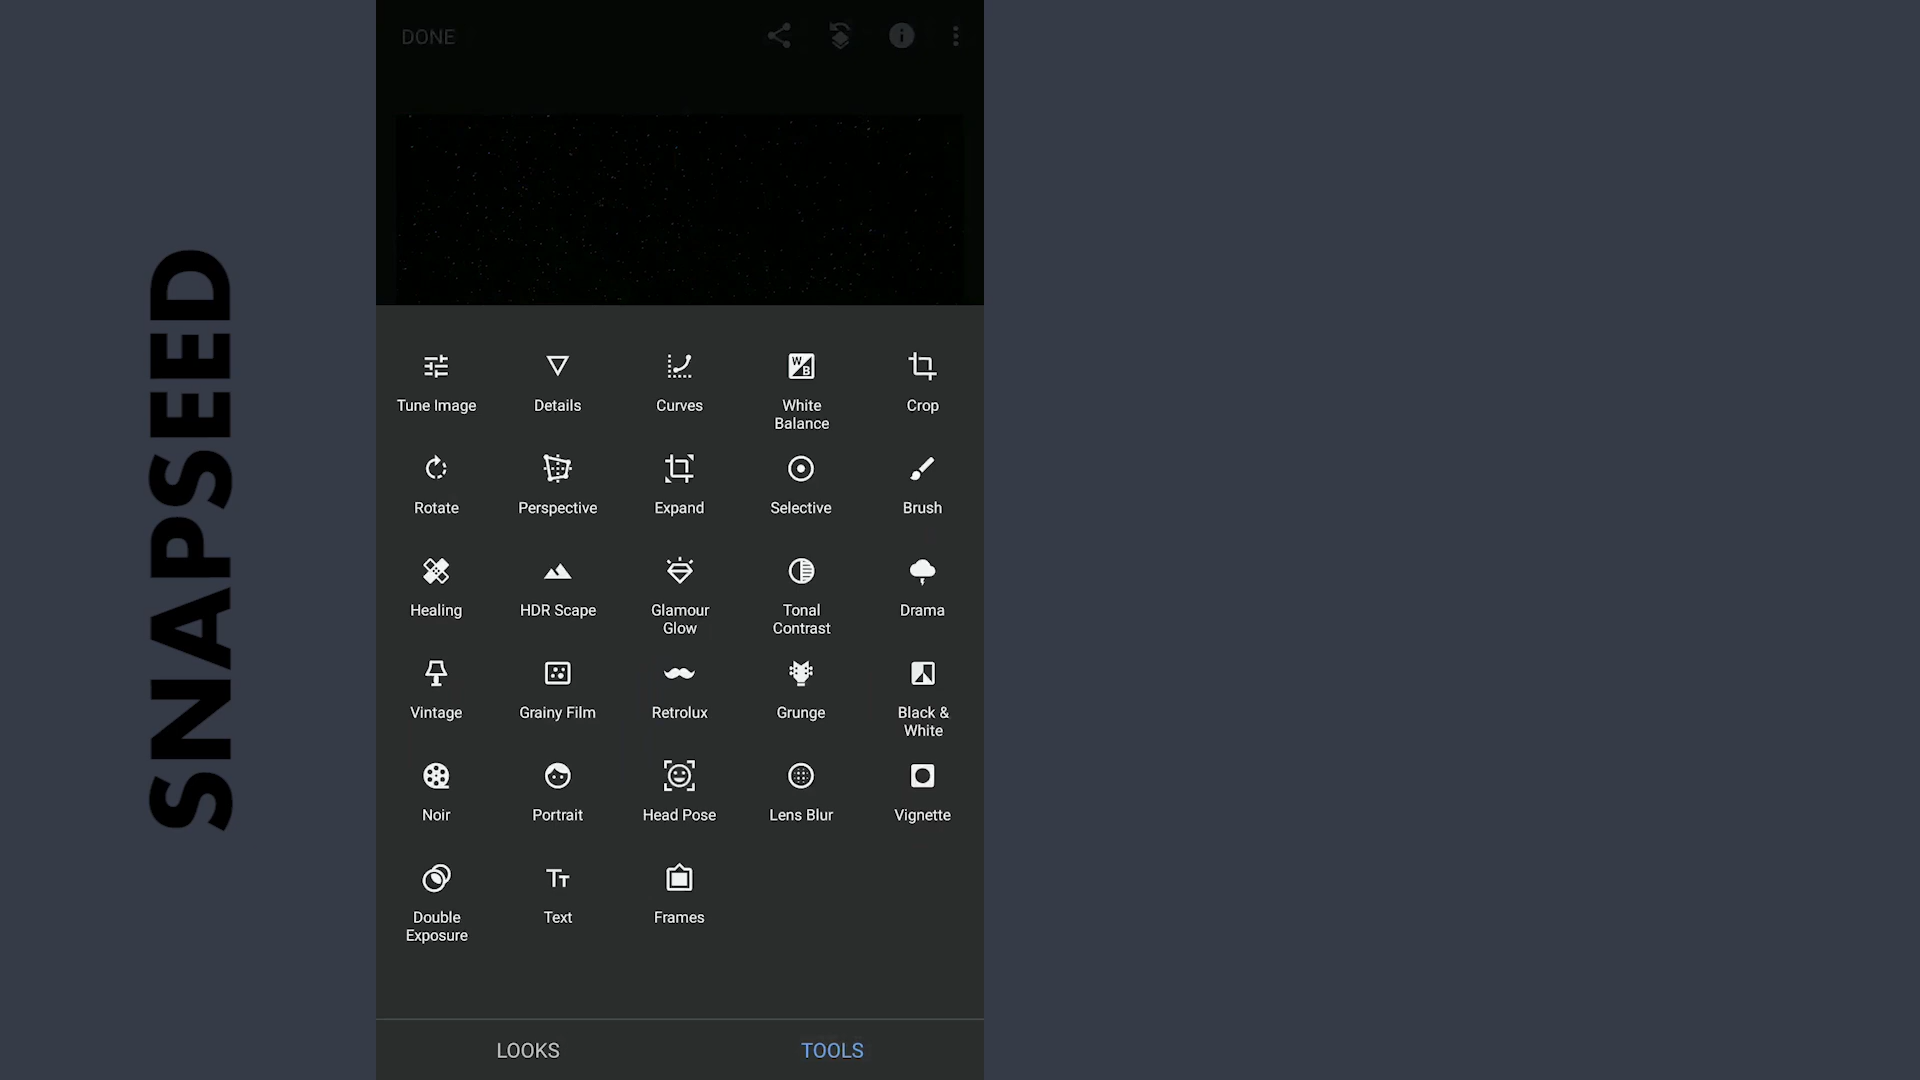 SNAPSEED
DONE
Tune Image
Details
Curves
White
Balance
Crop
Rotate
Perspective
Expand
Selective
Brush
Healing
HDR Scape
Glamour
Glow
Tonal
Contrast
Drama
Vintage
Grainy Film
Retrolux
Grunge
Black &
White
Noir
Portrait
Head Pose
Lens Blur
Vignette
Double
Exposure
Text
Frames
LOOKS
TOOLS